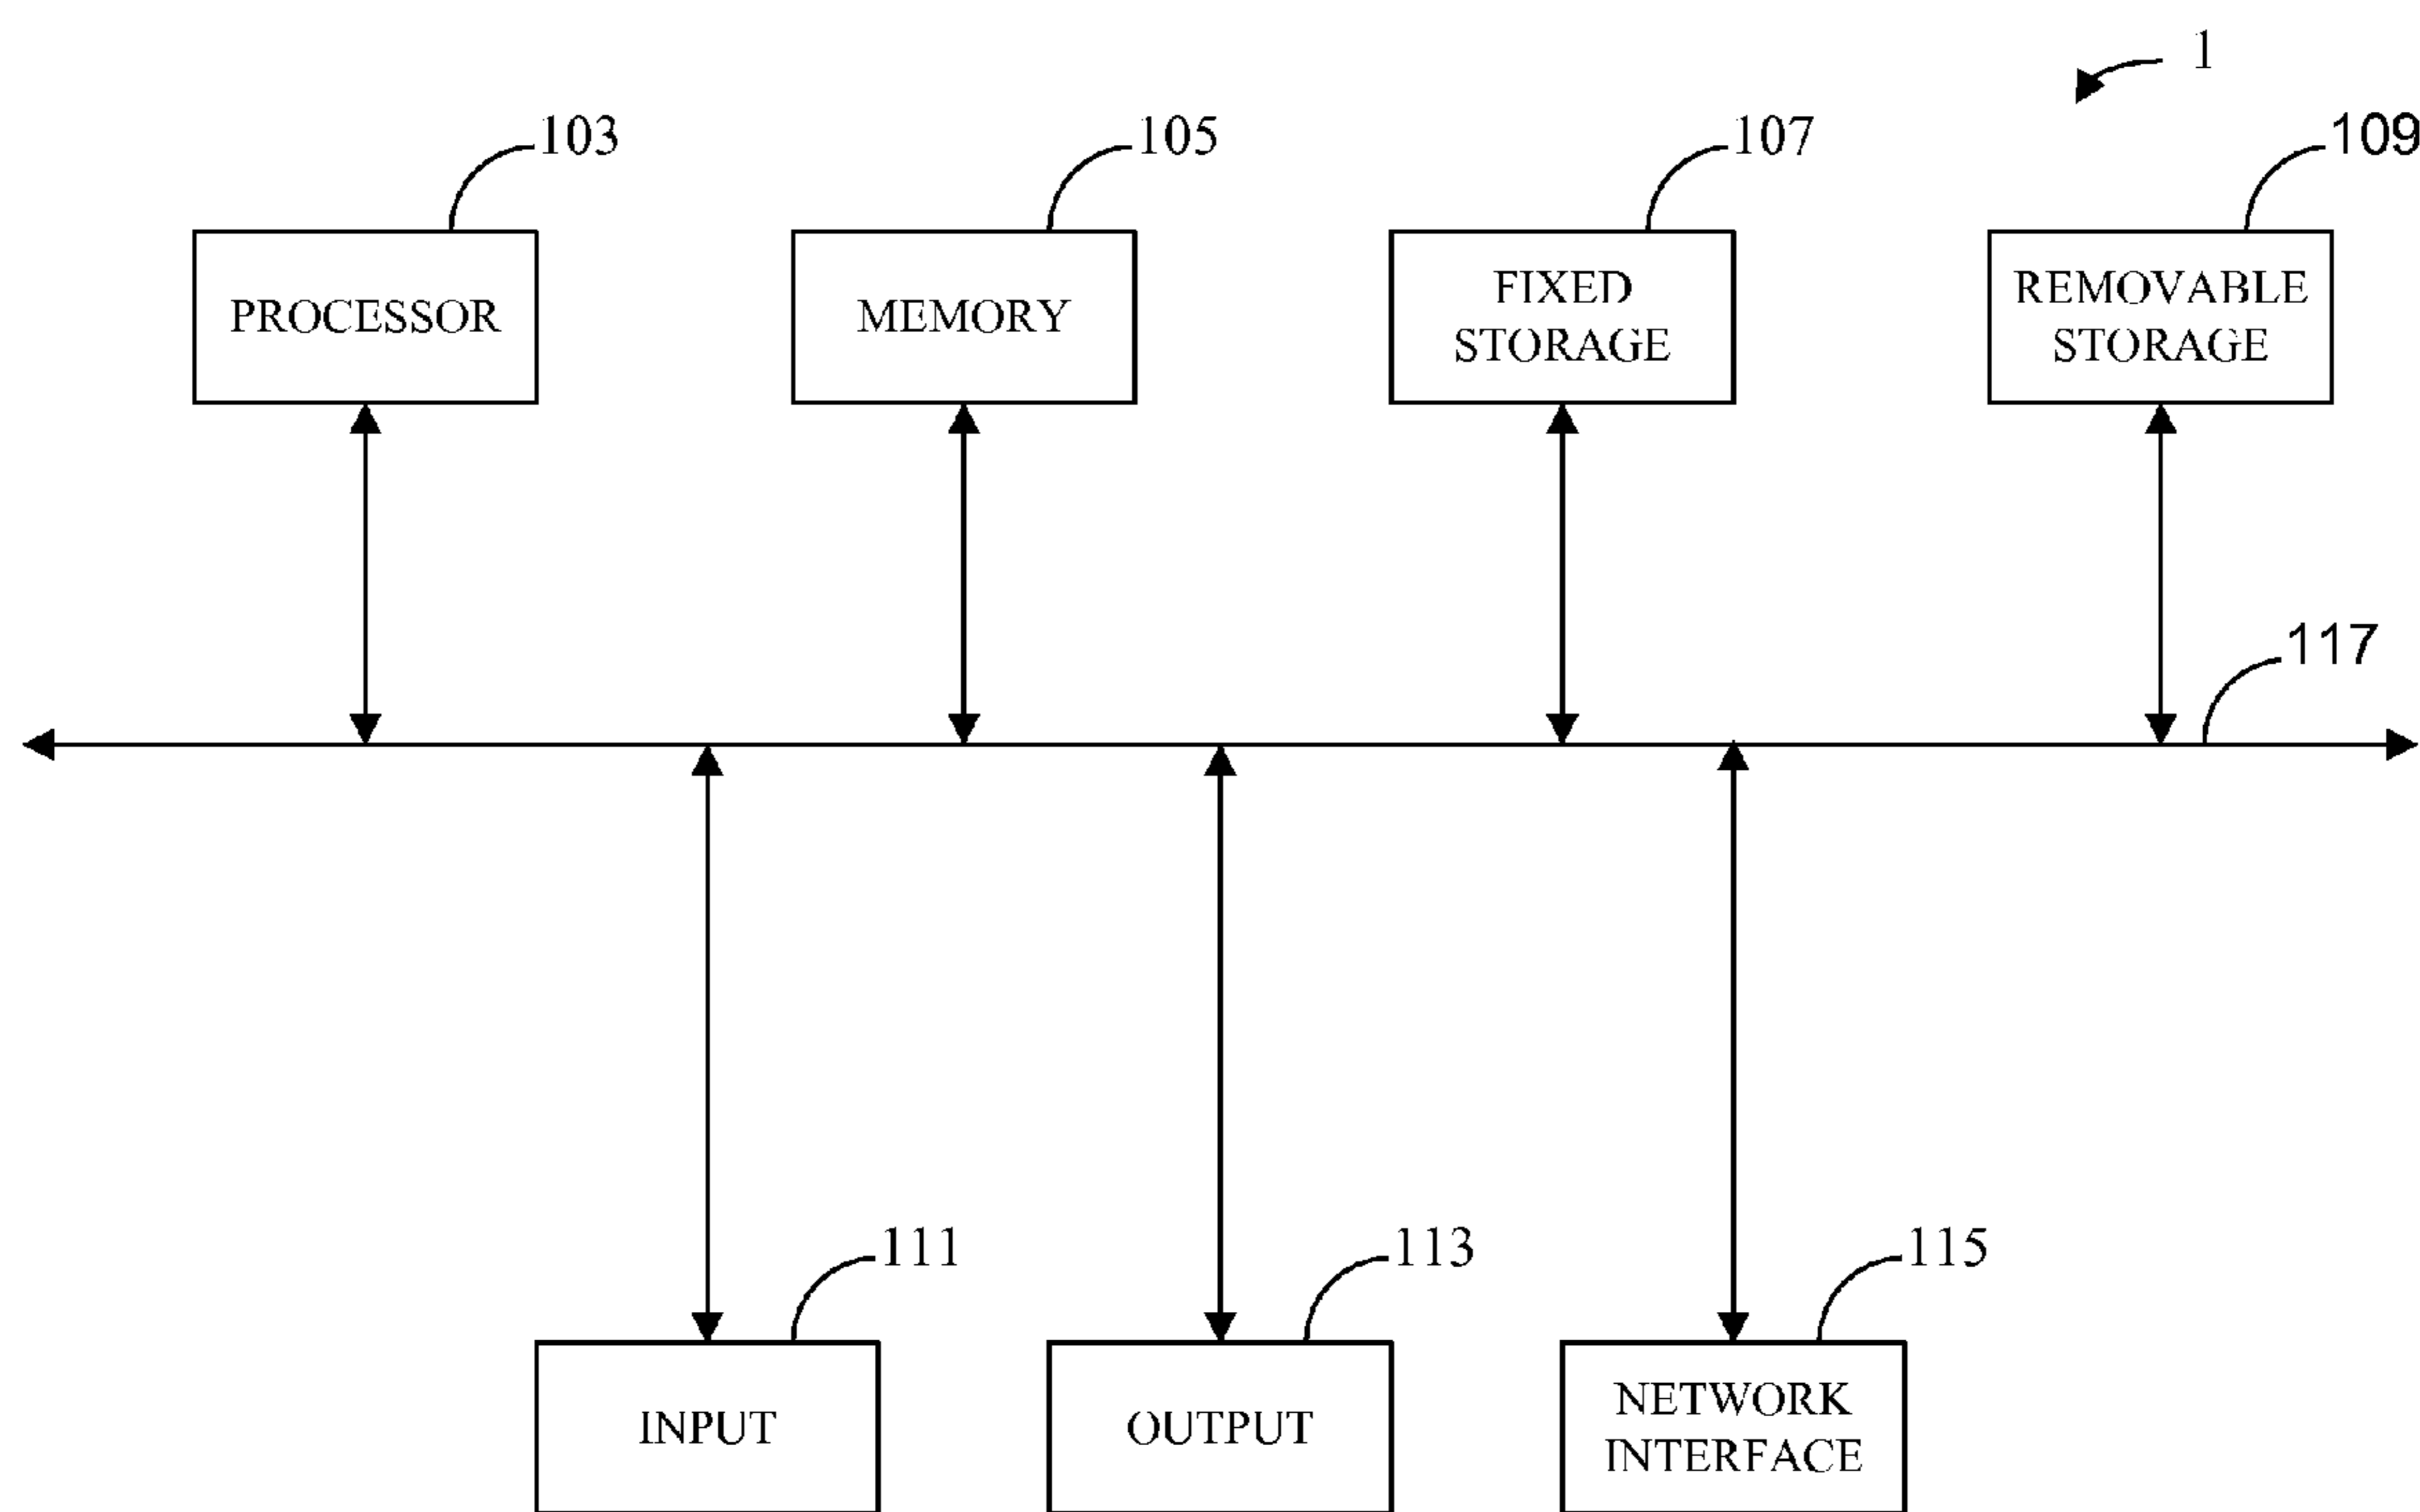 1
103
105
107
109
PROCESSOR
MEMORY
FIXED
STORAGE
REMOVABLE
STORAGE
117
111
113
115
INPUT
OUTPUT
NETWORK
INTERFACE